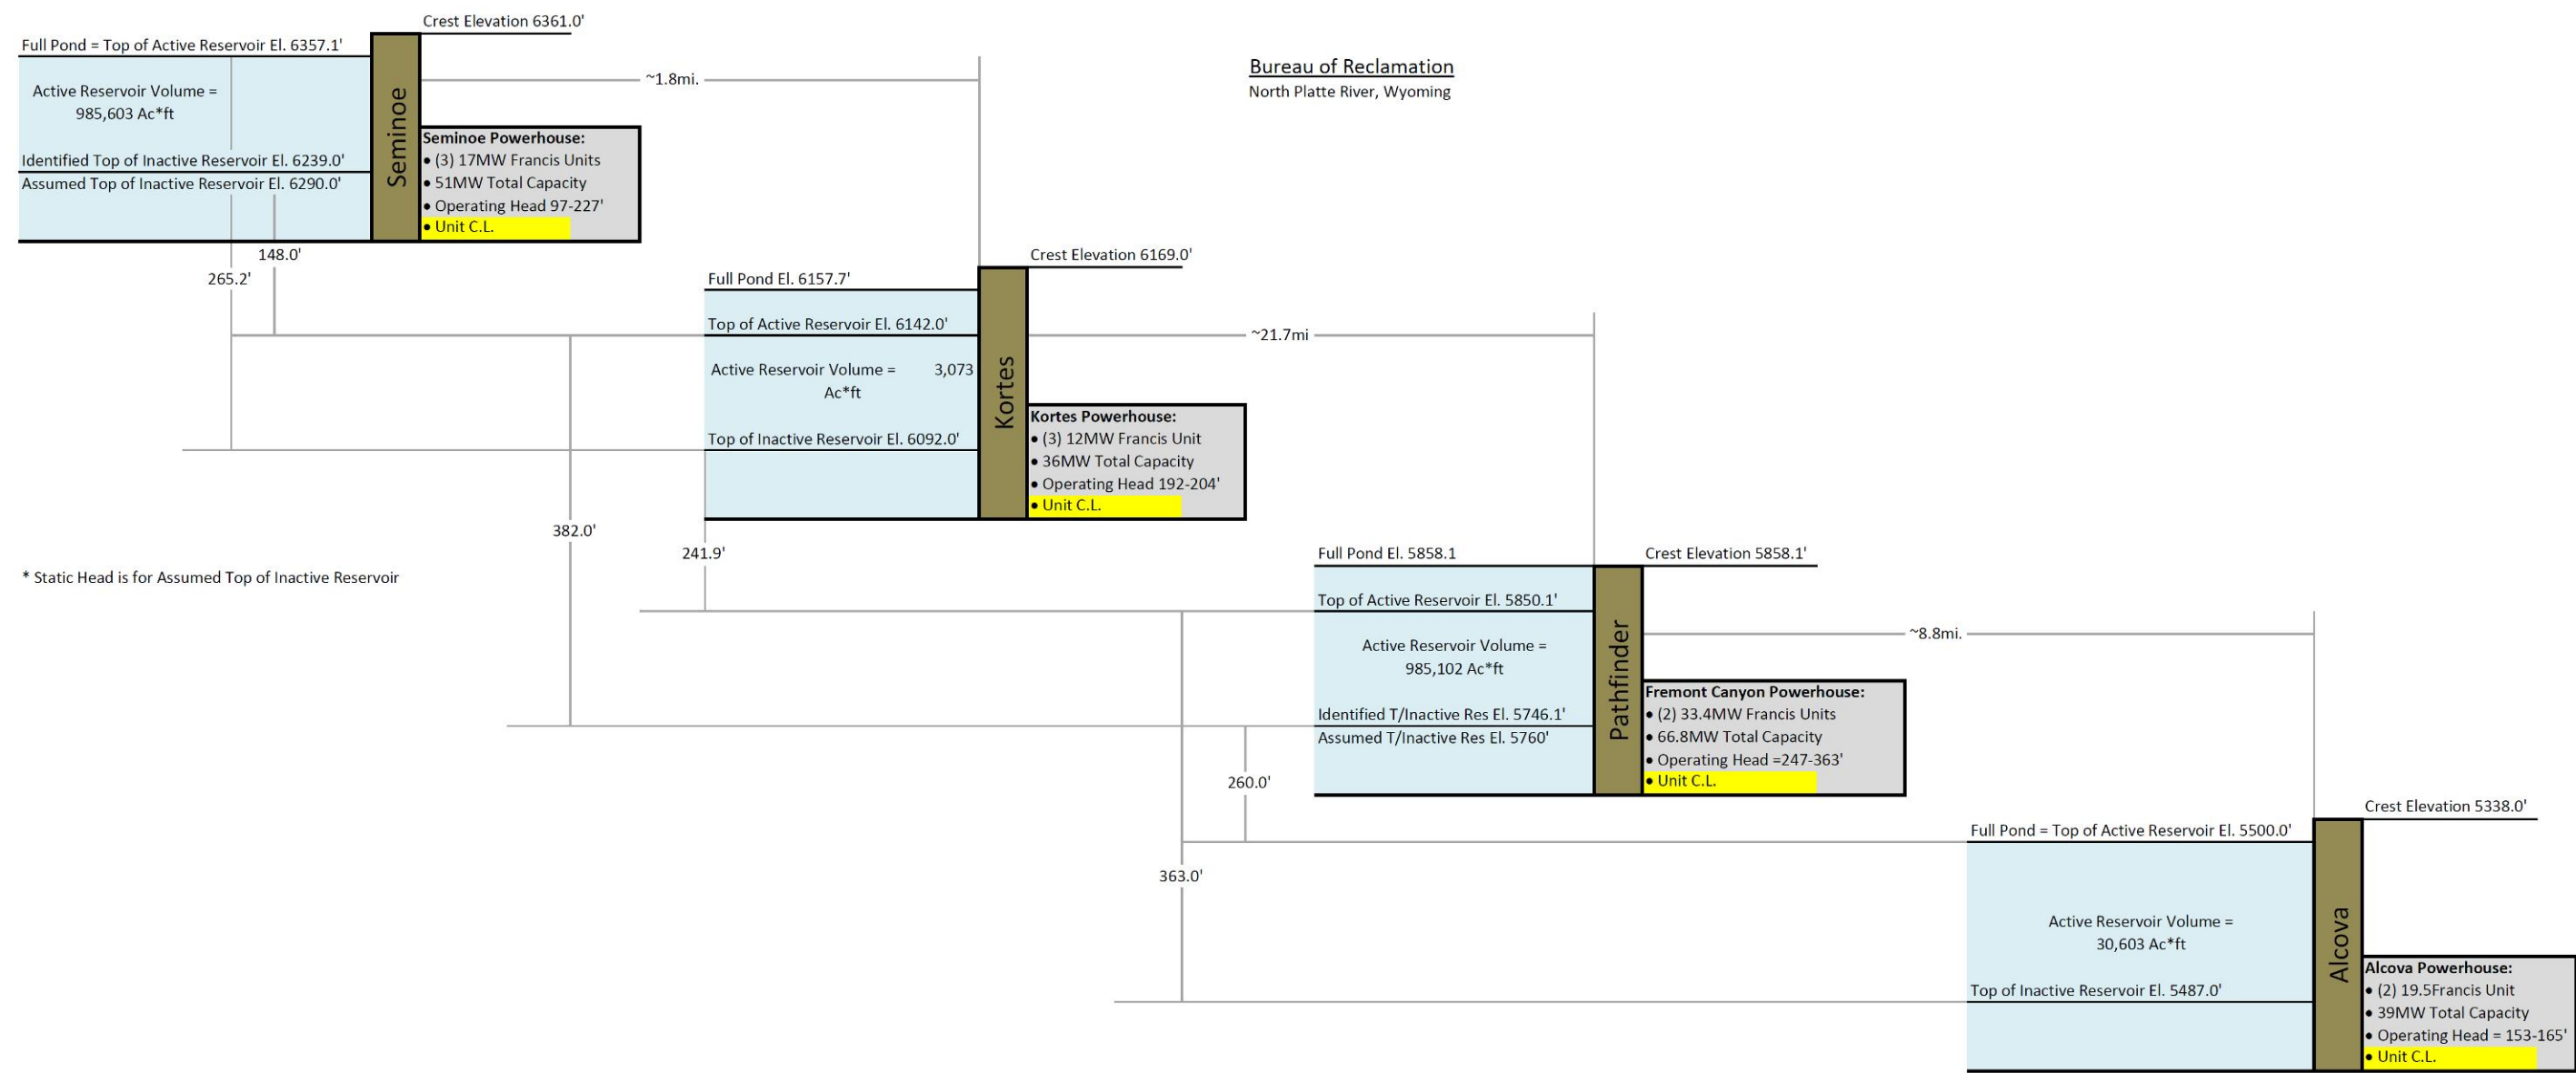 Crest Elevation 6361.0'
Full Pond = Top of Active Reservoir El. 6357.1'
Bureau of Reclamation
North Platte River, Wyoming
~1.8mi.
Active Reservoir Volume =
985,603 Ac*ft
Seminoe
Identified Top of Inactive Reservoir El. 6239.0'
Assumed Top of Inactive Reservoir El. 6290.0'
Seminoe Powerhouse:
• (3) 17MW Francis Units
• 51MW Total Capacity
• Operating Head 97-227'
• Unit C.L.
148.0'
265.2'
Crest Elevation 6169.0'
Full Pond El. 6157.7'
Top of Active Reservoir El. 6142.0'
~21.7mi
Active Reservoir Volume = 3,073
Ac*ft
Kortes
Top of Inactive Reservoir El. 6092.0'
Kortes Powerhouse:
• (3) 12MW Francis Unit
• 36MW Total Capacity
• Operating Head 192-204'
• Unit C.L.
382.0'
241.9'
* Static Head is for Assumed Top of Inactive Reservoir
Full Pond El. 5858.1
Crest Elevation 5858.1'
Top of Active Reservoir El. 5850.1'
~8.8mi.
Active Reservoir Volume =
985,102 Ac*ft
Pathfinder
Identified T/Inactive Res El. 5746.1'
Assumed T/Inactive Res El. 5760'
Fremont Canyon Powerhouse:
• (2) 33.4MW Francis Units
• 66.8MW Total Capacity
• Operating Head =247-363'
• Unit C.L.
260.0'
363.0'
Crest Elevation 5338.0'
Full Pond = Top of Active Reservoir El. 5500.0'
Active Reservoir Volume =
30,603 Ac*ft
Alcova
Top of Inactive Reservoir El. 5487.0'
Alcova Powerhouse:
• (2) 19.5Francis Unit
• 39MW Total Capacity
• Operating Head = 153-165'
• Unit C.L.